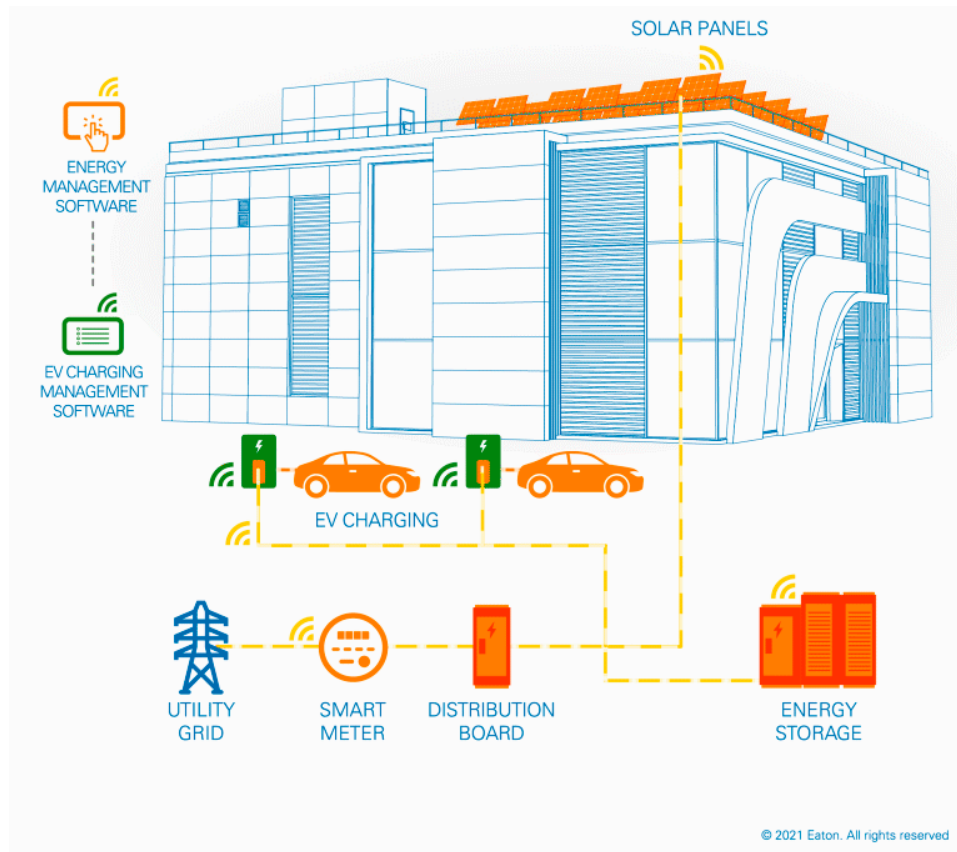 SOLAR PANELS
ENERGY
MANAGEMENT
SOFTWARE
EV CHARGING
MANAGEMENT
SOFTWARE
EV CHARGING
UTILITY
GRID
SMART
METER
DISTRIBUTION
BOARD
ENERGY
STORAGE
© 2021 Eaton. All rights reserved